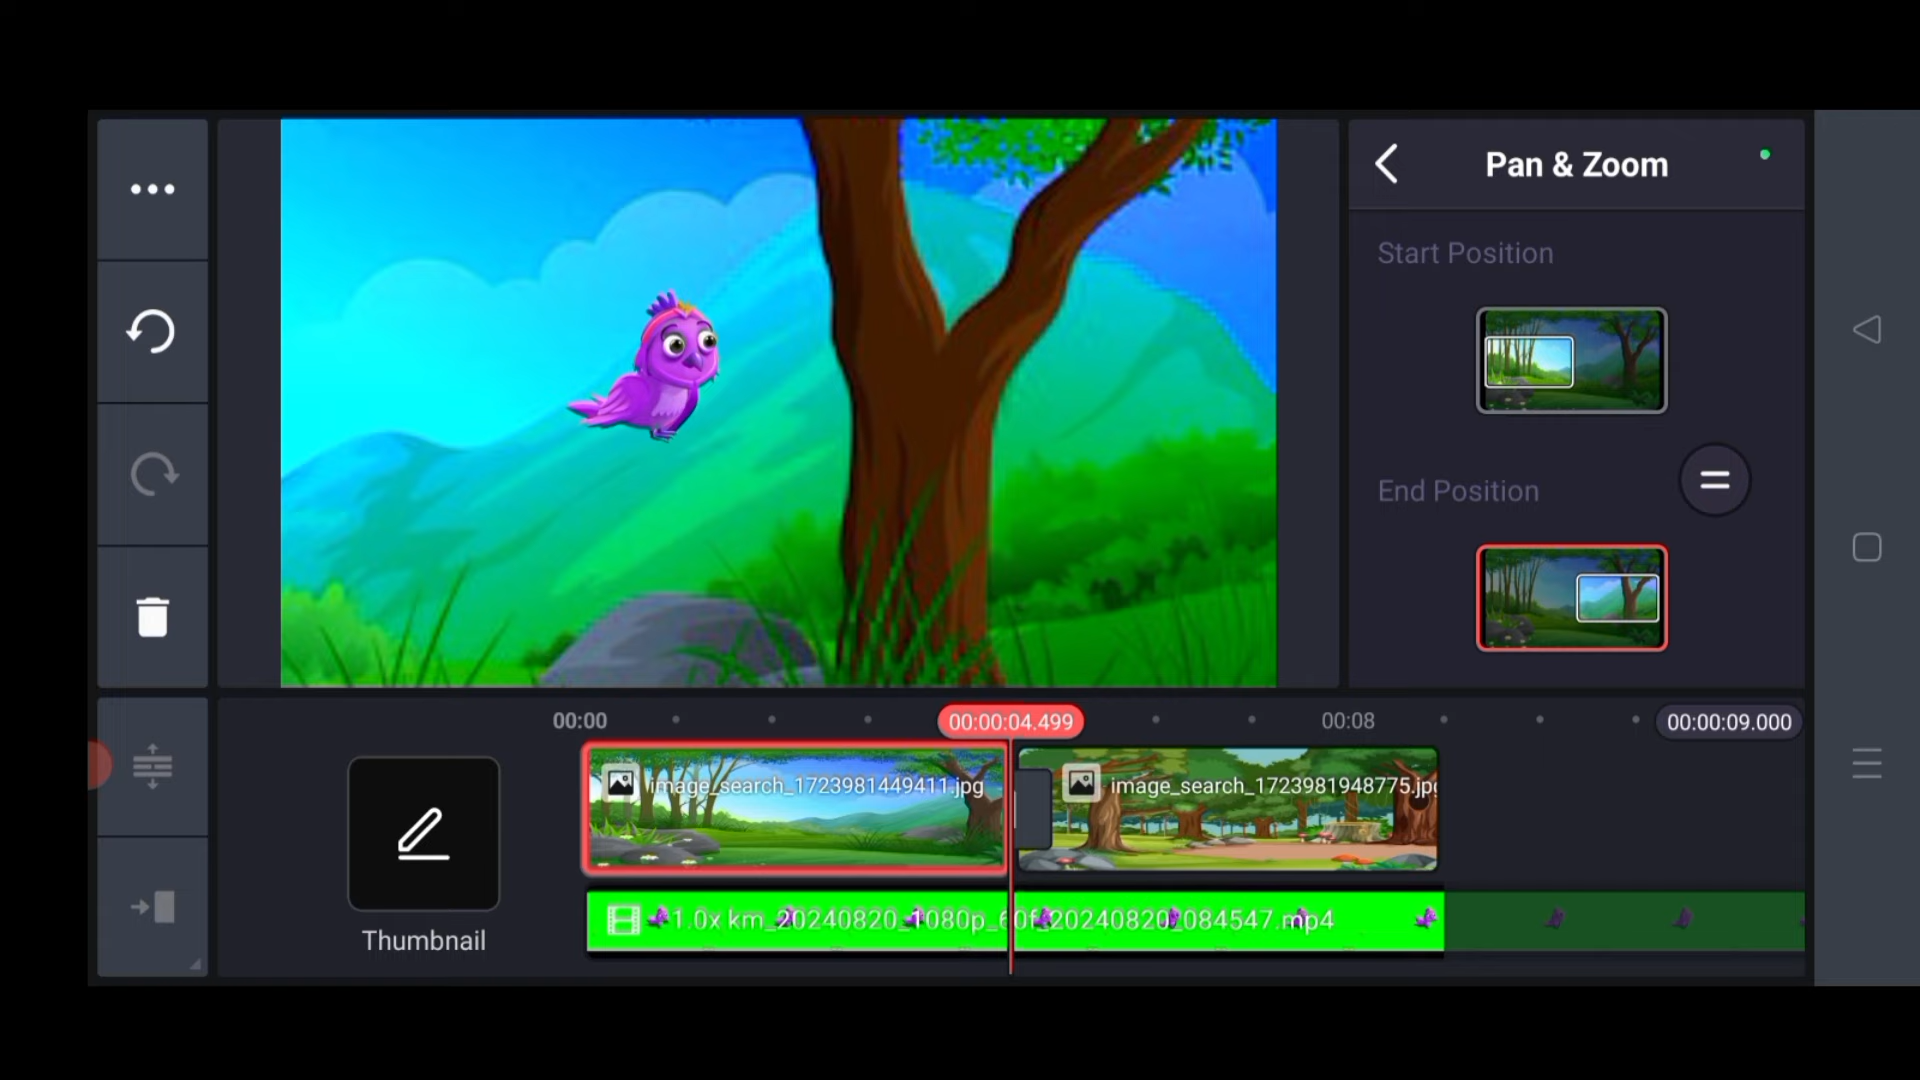 Pan & Zoom
Start Position
End Position
00:00
00:00:04.499
00:08
00:00:09.000
image_search_1723981449411.jpg
image_search_1723981948775.jpg
1.0x km_20240820_1080p_60f_20240820_084547.mp4
Thumbnail